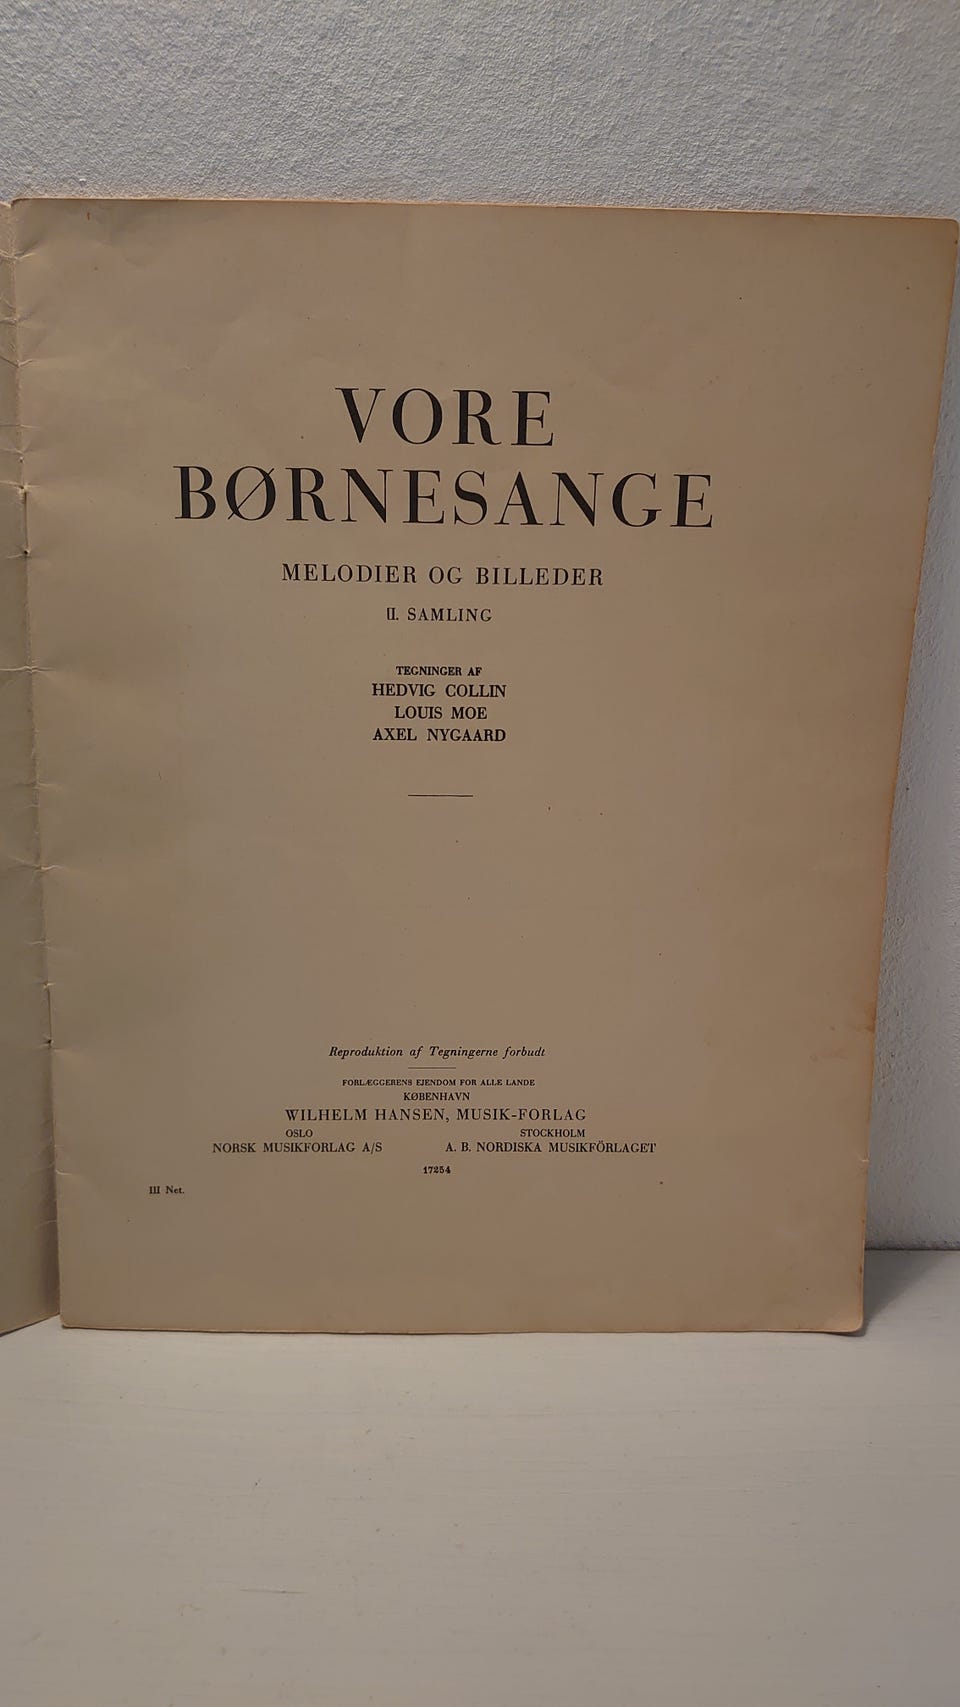 VORE
BØRNESANGE
MELODIER OG BILLEDER
II. SAMLING
TEGNINGER AF
HEDVIG COLLIN
LOUIS MOE
AXEL NYGAARD
Reproduktion af Tegningerne forbudt
FORLÆGGERENS EJENDOM FOR ALLE LANDE
KØBENHAVN
WILHELM HANSEN, MUSIK-FORLAG
OSLO STOCKHOLM
NORSK MUSIKFORLAG A/S A. B. NORDISKA MUSIKFÖRLAGET
17254
III Net.